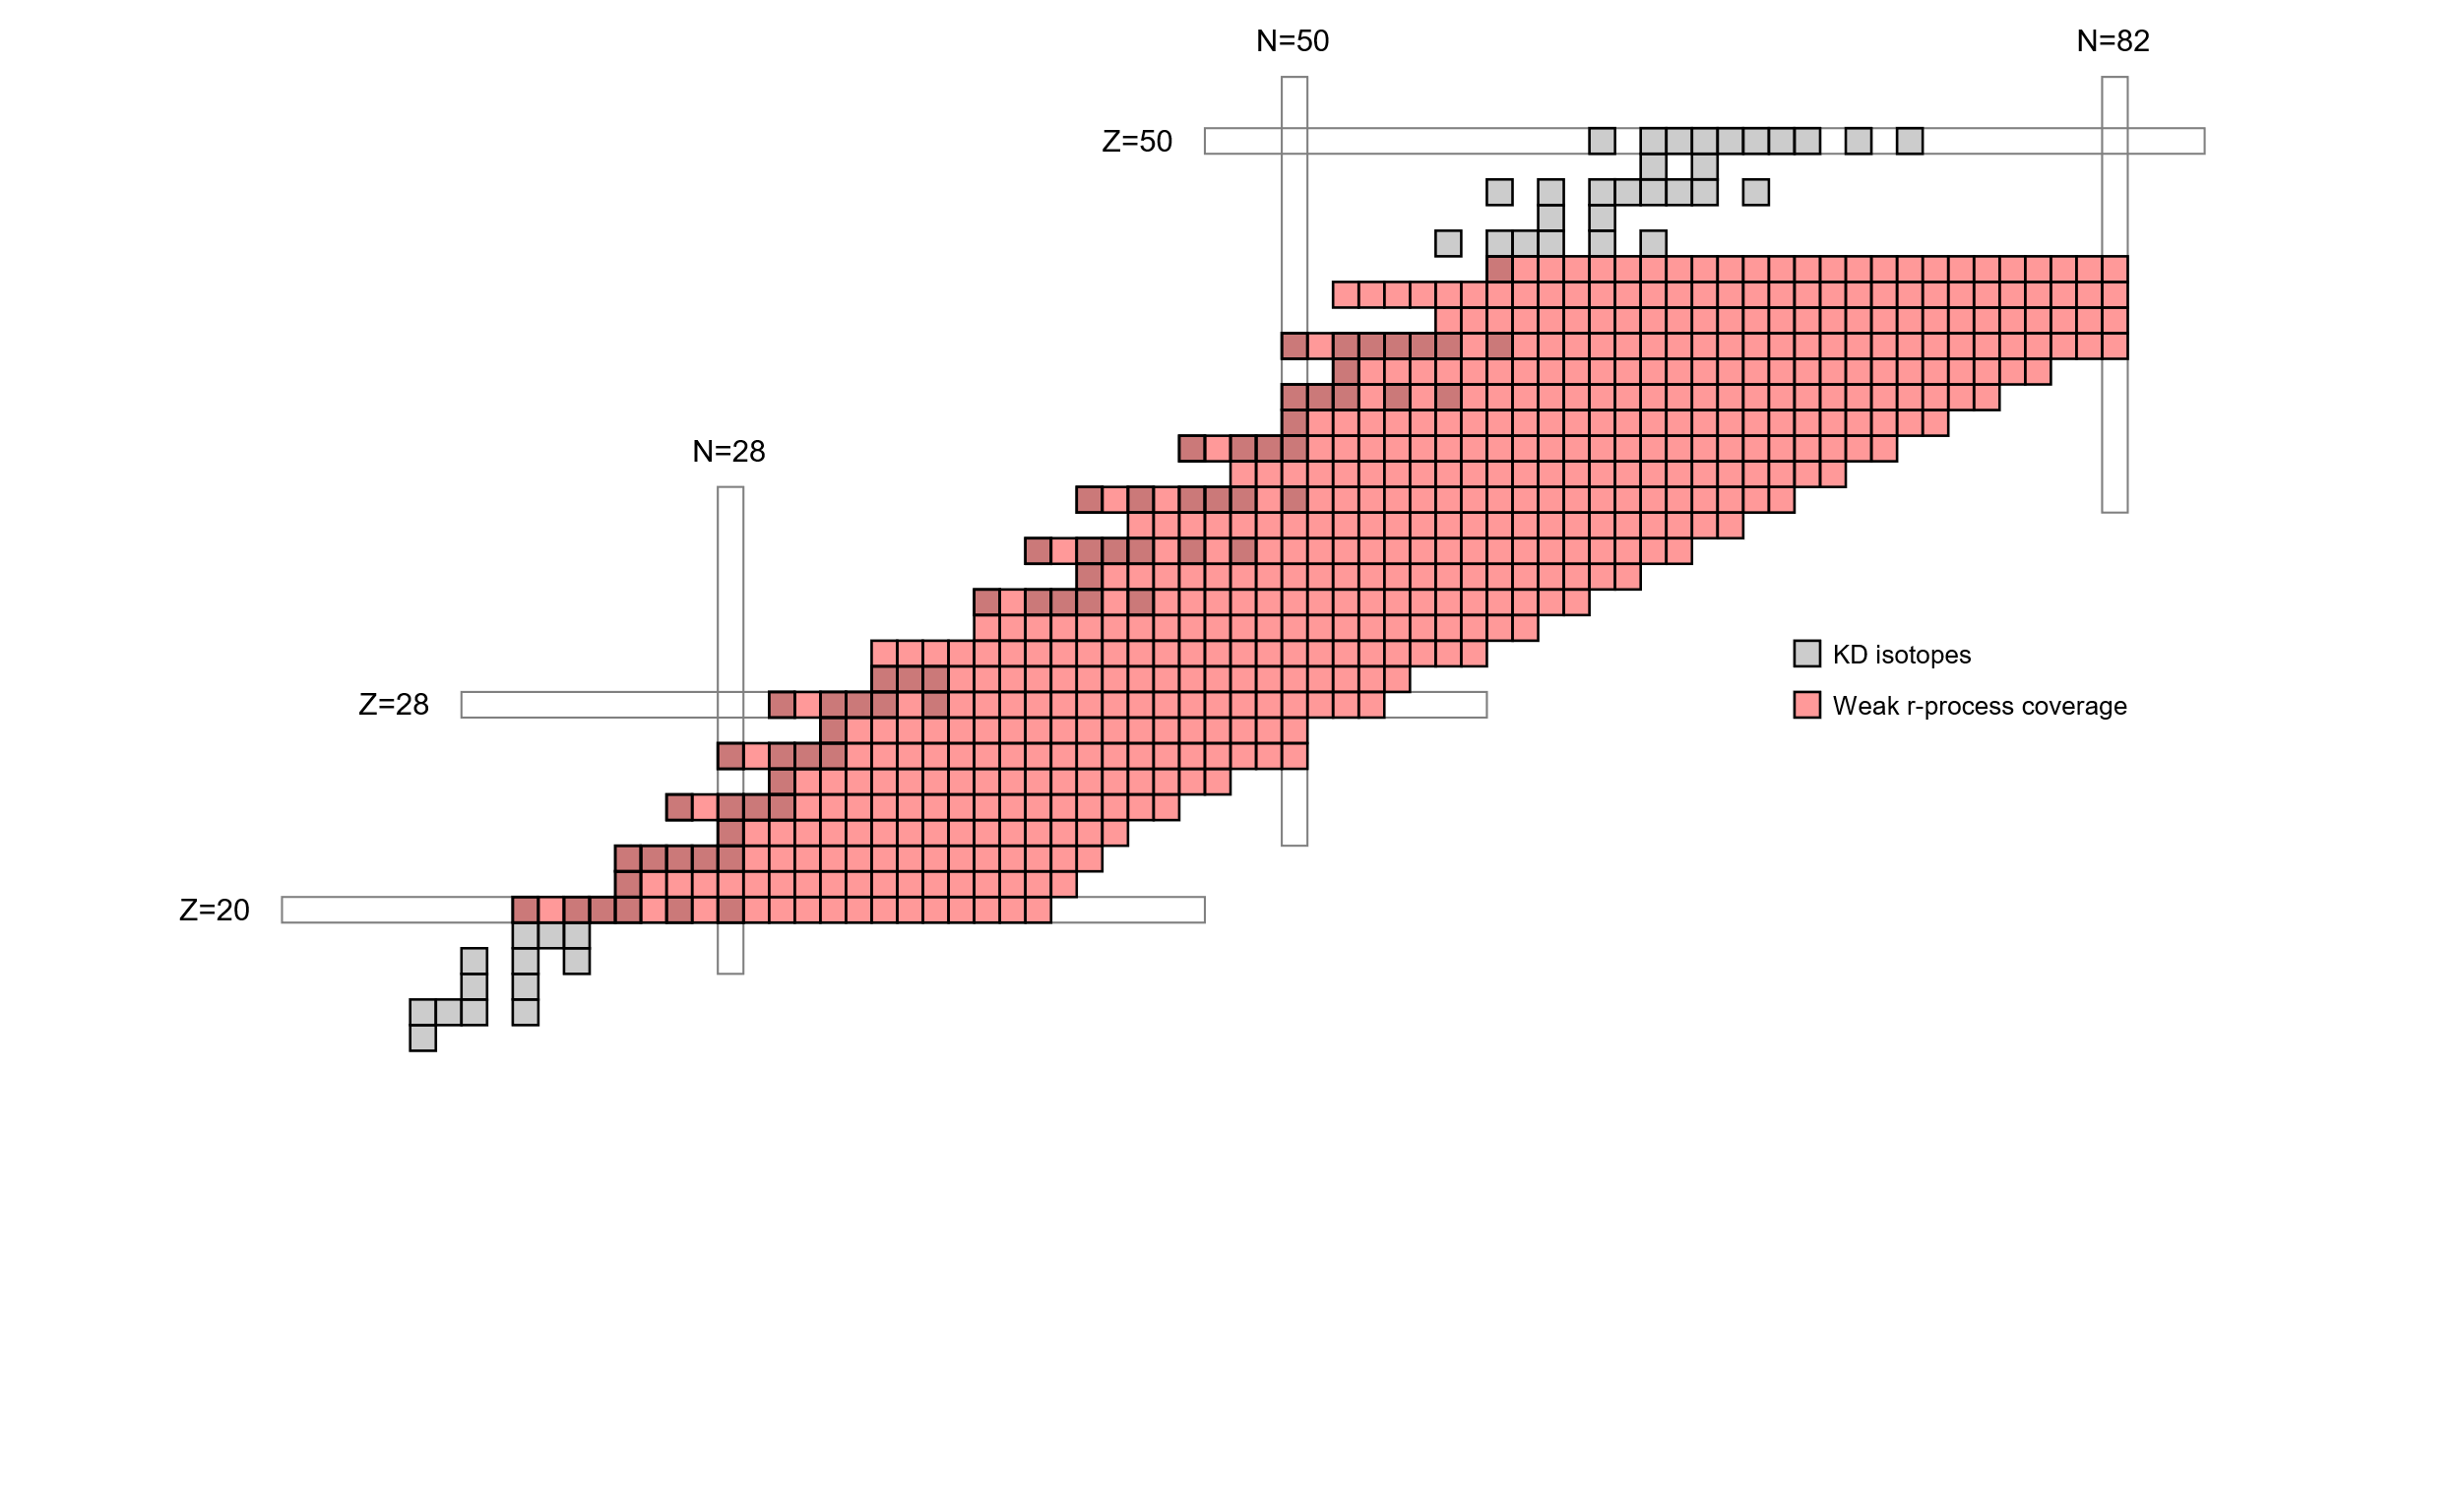 N=50
N=82
Z=50
N=28
KD isotopes
Z=28
Weak r-process coverage
Z=20